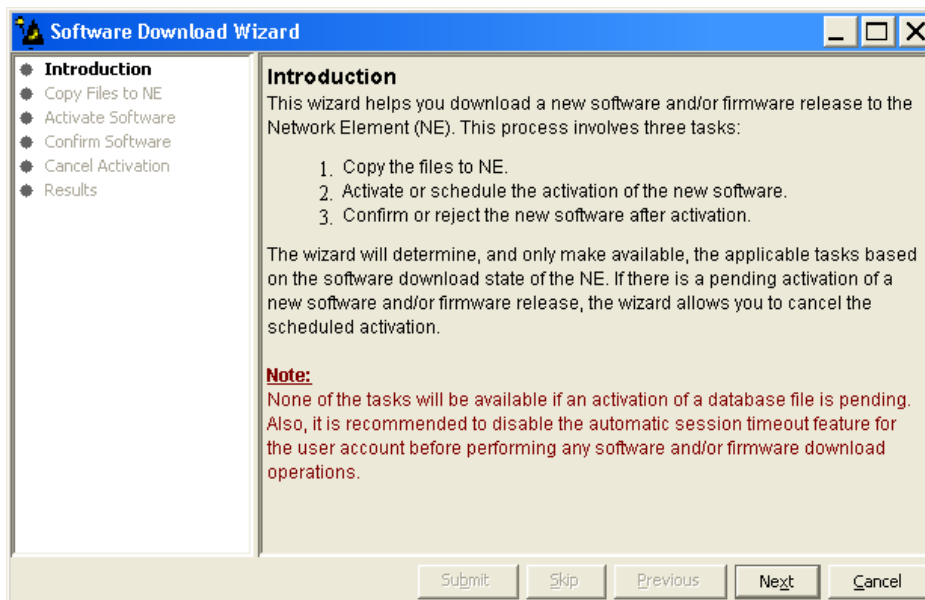 Software Download Wizard
Introduction
Copy Files to NE
Activate Software
Confirm Software
Cancel Activation
Results
Introduction
This wizard helps you download a new software and/or firmware release to the
Network Element (NE). This process involves three tasks:
1. Copy the files to NE.
2. Activate or schedule the activation of the new software.
3. Confirm or reject the new software after activation.
The wizard will determine, and only make available, the applicable tasks based
on the software download state of the NE. If there is a pending activation of a
new software and/or firmware release, the wizard allows you to cancel the
scheduled activation.
Note:
None of the tasks will be available if an activation of a database file is pending.
Also, it is recommended to disable the automatic session timeout feature for
the user account before performing any software and/or firmware download
operations.
Submit Skip Previous Next Cancel